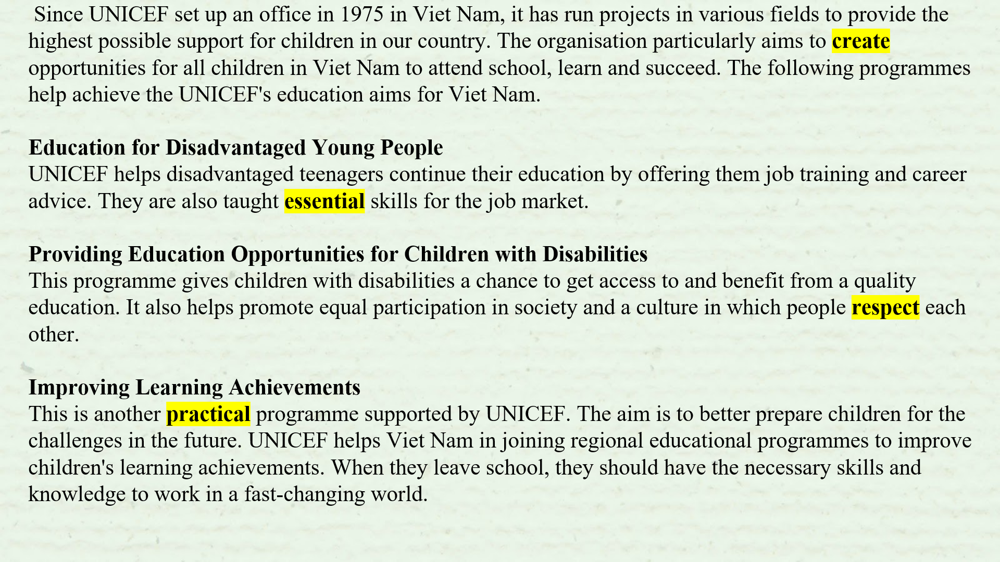 Since UNICEF set up an office in 1975 in Viet Nam, it has run projects in various fields to provide the
highest possible support for children in our country. The organisation particularly aims to create
opportunities for all children in Viet Nam to attend school, learn and succeed. The following programmes
help achieve the UNICEF's education aims for Viet Nam.
Education for Disadvantaged Young People
UNICEF helps disadvantaged teenagers continue their education by offering them job training and career
advice. They are also taught essential skills for the job market.
Providing Education Opportunities for Children with Disabilities
This programme gives children with disabilities a chance to get access to and benefit from a quality
education. It also helps promote equal participation in society and a culture in which people respect each
other.
Improving Learning Achievements
This is another practical programme supported by UNICEF. The aim is to better prepare children for the
challenges in the future. UNICEF helps Viet Nam in joining regional educational programmes to improve
children's learning achievements. When they leave school, they should have the necessary skills and
knowledge to work in a fast-changing world.